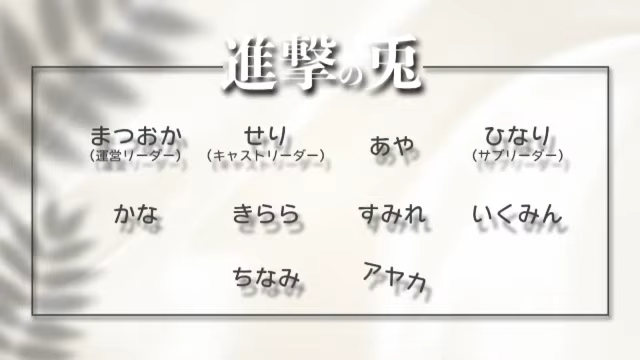 進撃の兎
まつおか せり あや ひなり
(運営リーダー) (キャストリーダー) (サブリーダー)
かな きらら すみれ いくみん
ちなみ アヤカ